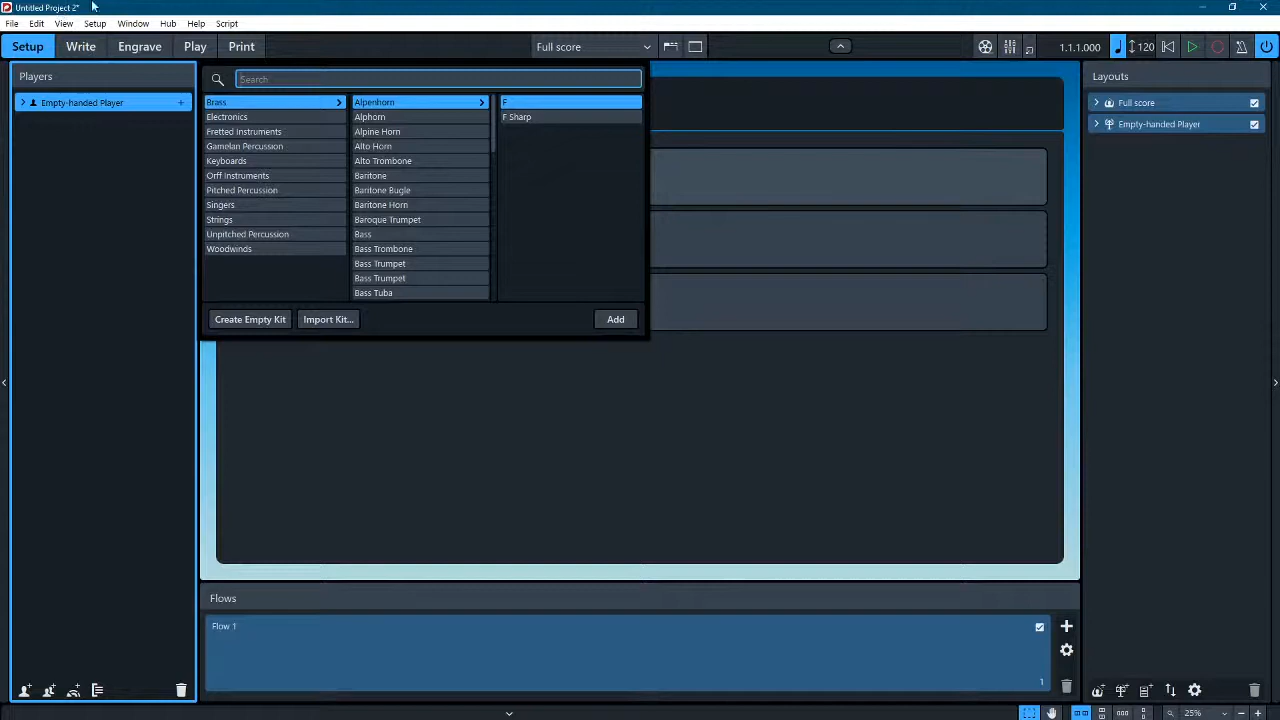 Untitled Project 2*
File Edit View Setup Window Hub Help Script
Setup Write Engrave Play Print Full score 1.1.1.000 120
Players
Empty-handed Player
Search
Brass
Electronics
Fretted Instruments
Gamelan Percussion
Keyboards
Orff Instruments
Pitched Percussion
Singers
Strings
Unpitched Percussion
Woodwinds
Alpenhorn
Alphorn
Alpine Horn
Alto Horn
Alto Trombone
Baritone
Baritone Bugle
Baritone Horn
Baroque Trumpet
Bass
Bass Trombone
Bass Trumpet
Bass Trumpet
Bass Tuba
F
F Sharp
Create Empty Kit Import Kit... Add
Layouts
Full score
Empty-handed Player
Flows
Flow 1
1
25%